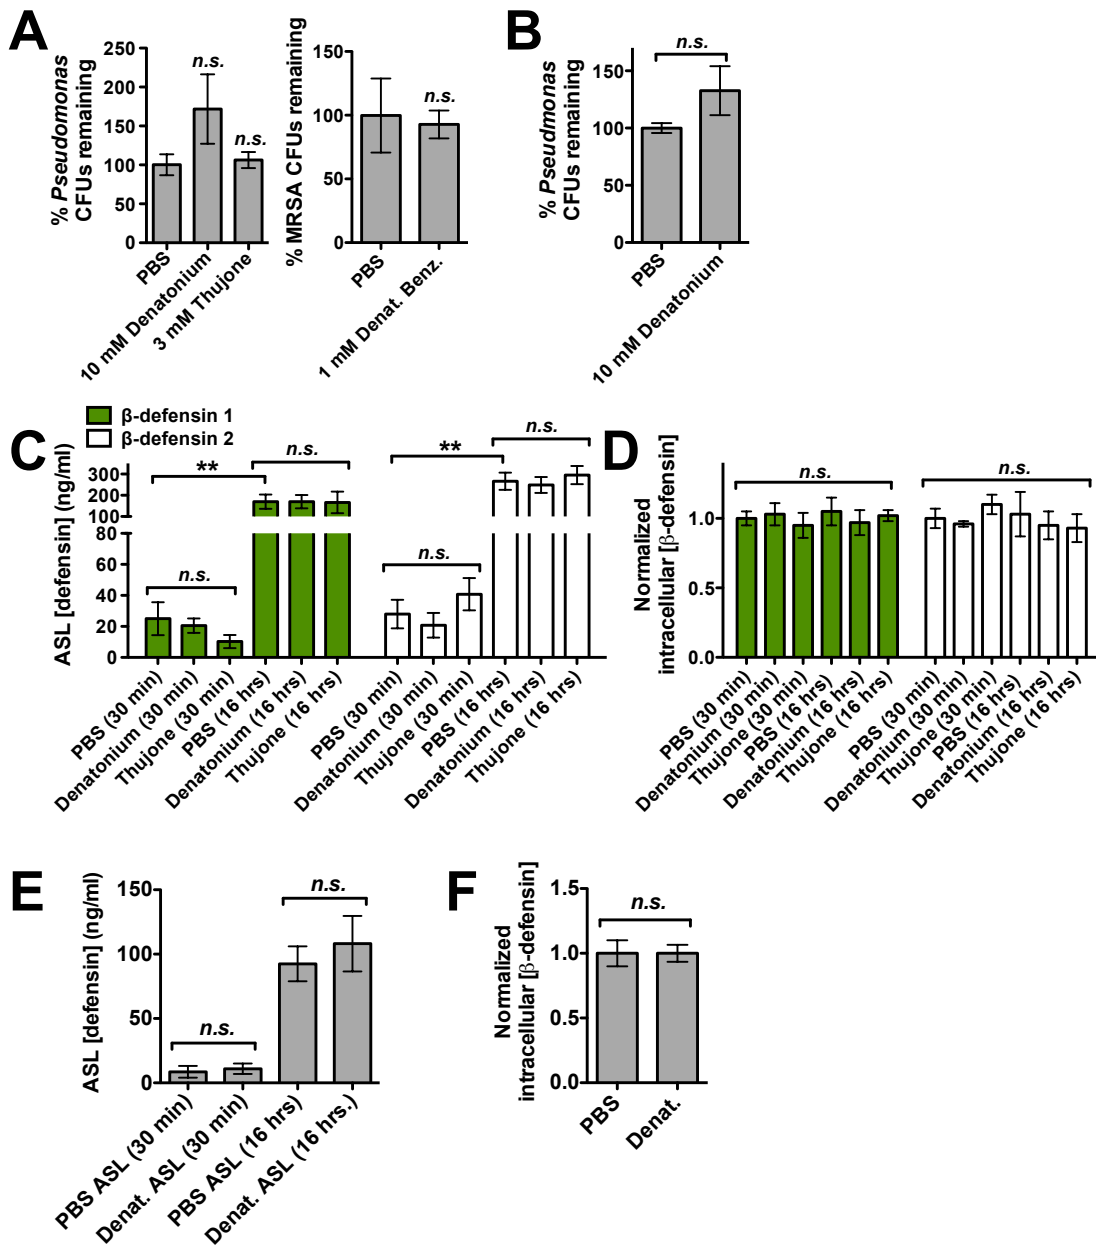 A
% Pseudomonas
CFUs remaining
250
200
150
100
50
0
n.s.
n.s.
PBS
10 mM Denatonium
3 mM Thujone
% MRSA CFUs remaining
150
100
50
0
n.s.
PBS
1 mM Denat. Benz.
B
% Pseudmonas
CFUs remaining
150
100
50
0
n.s.
PBS
10 mM Denatonium
β-defensin 1
β-defensin 2
C
ASL [defensin] (ng/ml)
300
200
100
80
60
40
20
0
n.s.
**
n.s.
n.s.
**
n.s.
PBS (30 min)
Denatonium (30 min)
Thujone (30 min)
PBS (16 hrs)
Denatonium (16 hrs)
Thujone (16 hrs)
PBS (30 min)
Denatonium (30 min)
Thujone (30 min)
PBS (16 hrs)
Denatonium (16 hrs)
Thujone (16 hrs)
D
Normalized
intracellular [β-defensin]
1.0
0.5
0.0
n.s.
n.s.
PBS (30 min)
Denatonium (30 min)
Thujone (30 min)
PBS (16 hrs)
Denatonium (16 hrs)
Thujone (16 hrs)
PBS (30 min)
Denatonium (30 min)
Thujone (30 min)
PBS (16 hrs)
Denatonium (16 hrs)
Thujone (16 hrs)
E
ASL [defensin] (ng/ml)
150
100
50
0
n.s.
n.s.
PBS ASL (30 min)
Denat. ASL (30 min)
PBS ASL (16 hrs)
Denat. ASL (16 hrs.)
F
Normalized
intracellular [β-defensin]
1.5
1.0
0.5
0.0
n.s.
PBS
Denat.